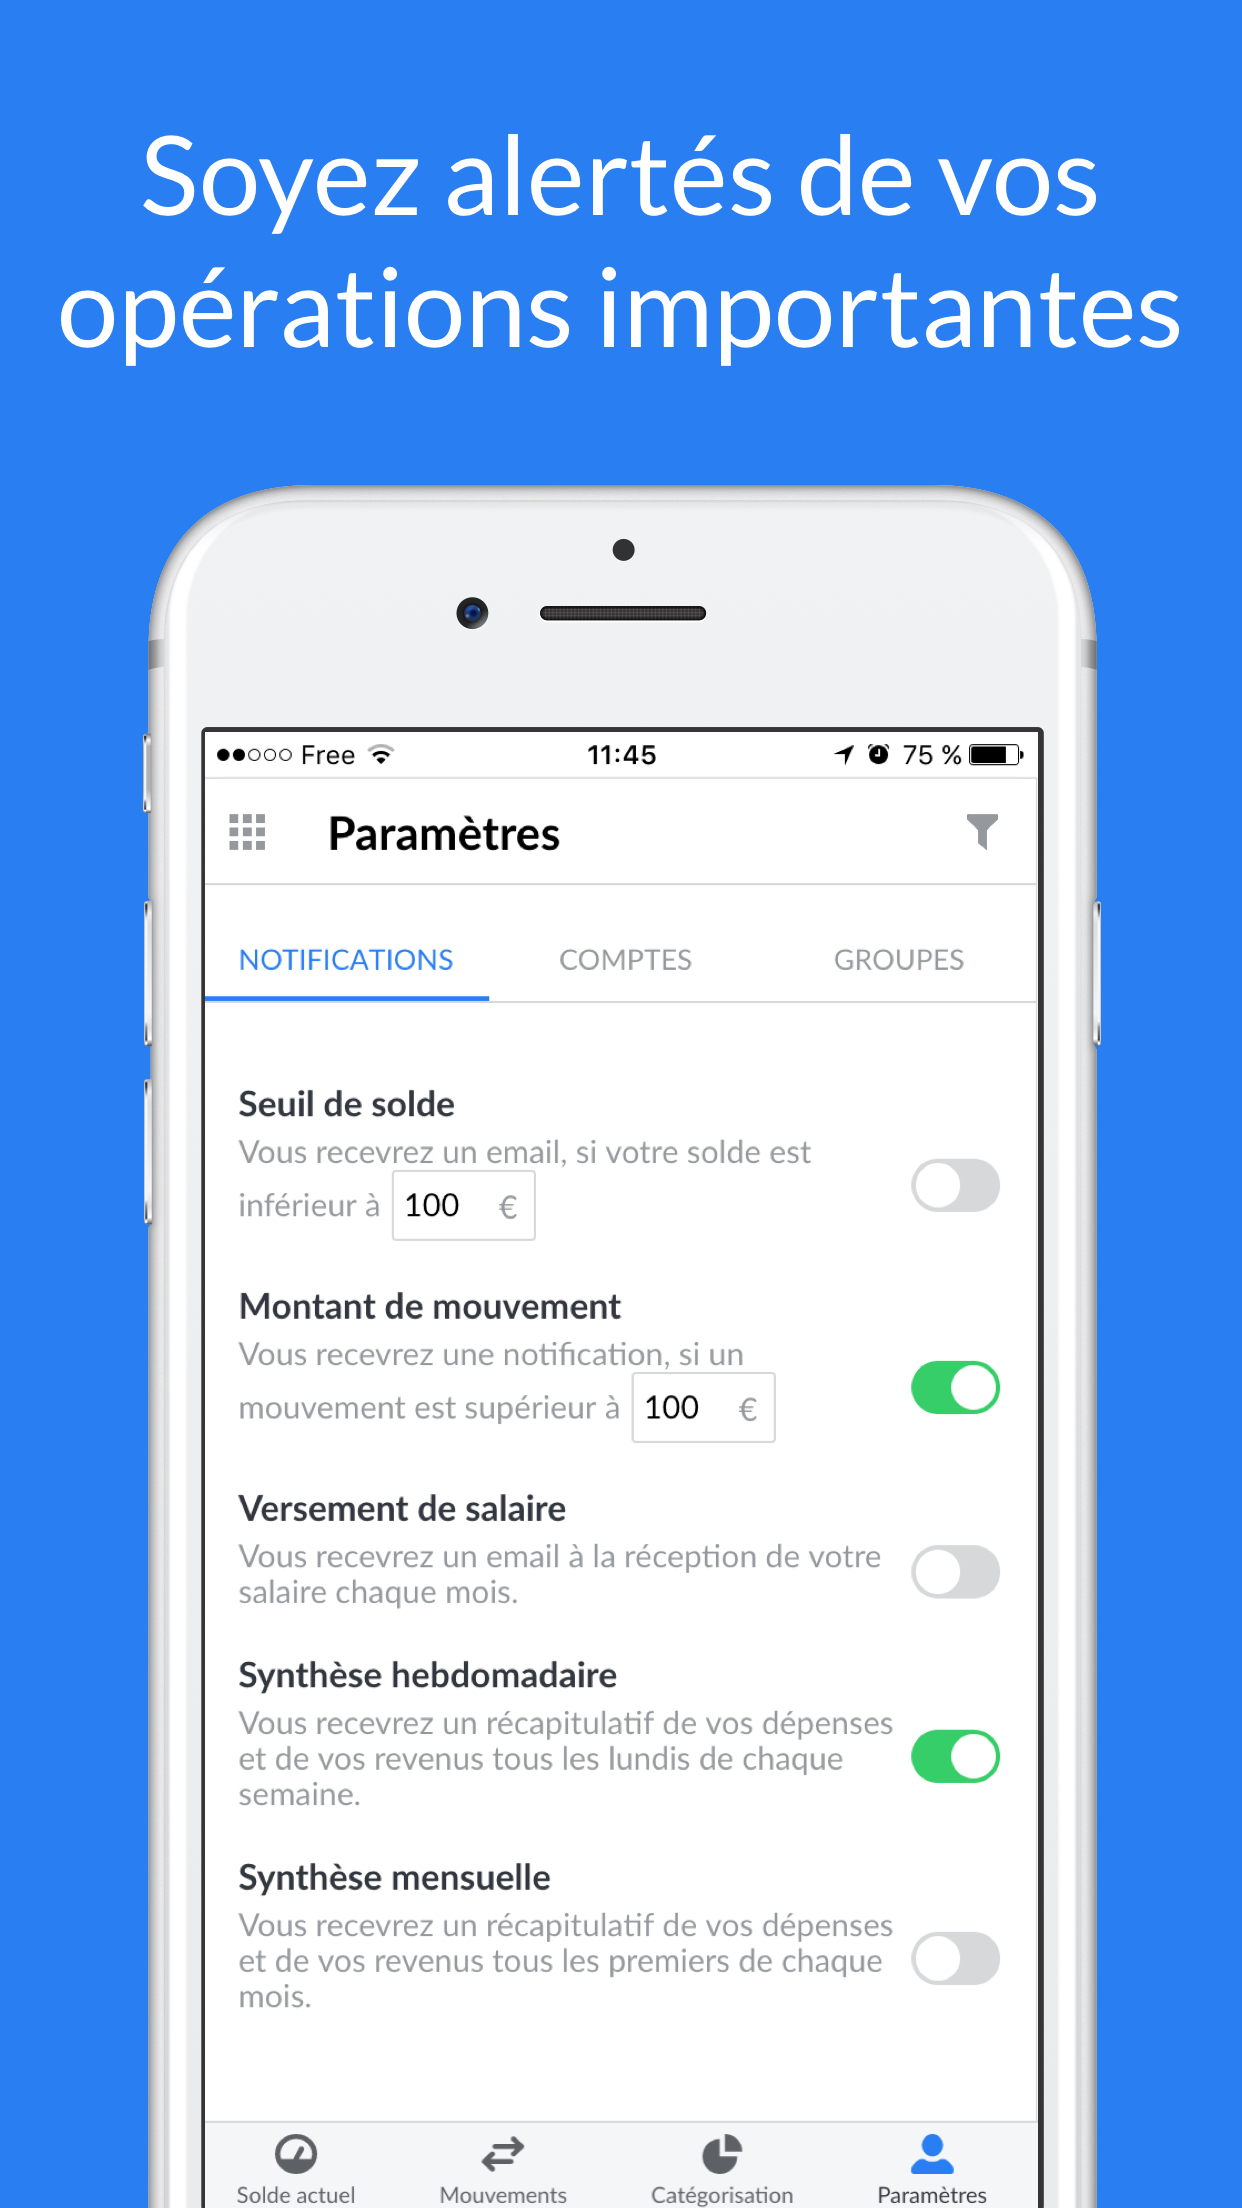 Soyez alertés de vos
opérations importantes
Free 11:45 75 %
Paramètres
NOTIFICATIONS COMPTES GROUPES
Seuil de solde
Vous recevrez un email, si votre solde est
inférieur à 100 €
Montant de mouvement
Vous recevrez une notification, si un
mouvement est supérieur à 100 €
Versement de salaire
Vous recevrez un email à la réception de votre
salaire chaque mois.
Synthèse hebdomadaire
Vous recevrez un récapitulatif de vos dépenses
et de vos revenus tous les lundis de chaque
semaine.
Synthèse mensuelle
Vous recevrez un récapitulatif de vos dépenses
et de vos revenus tous les premiers de chaque
mois.
Solde actuel Mouvements Catégorisation Paramètres